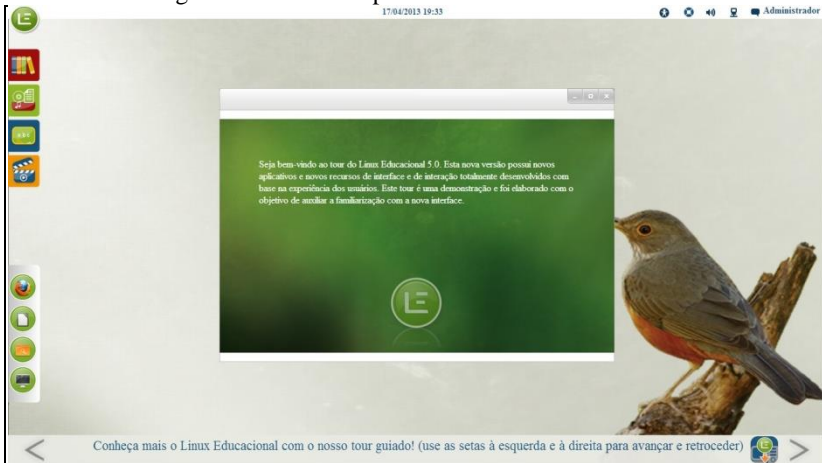 17/04/2013 19:33
Administrador
LE
Seja bem-vindo ao tour do Linux Educacional 5.0. Esta nova versão possui novos
aplicativos e novos recursos de interface e de interação totalmente desenvolvidos com
base na experiência dos usuários. Este tour é uma demonstração e foi elaborado com o
objetivo de auxiliar a familiarização com a nova interface.
LE
Conheça mais o Linux Educacional com o nosso tour guiado! (use as setas à esquerda e à direita para avançar e retroceder)